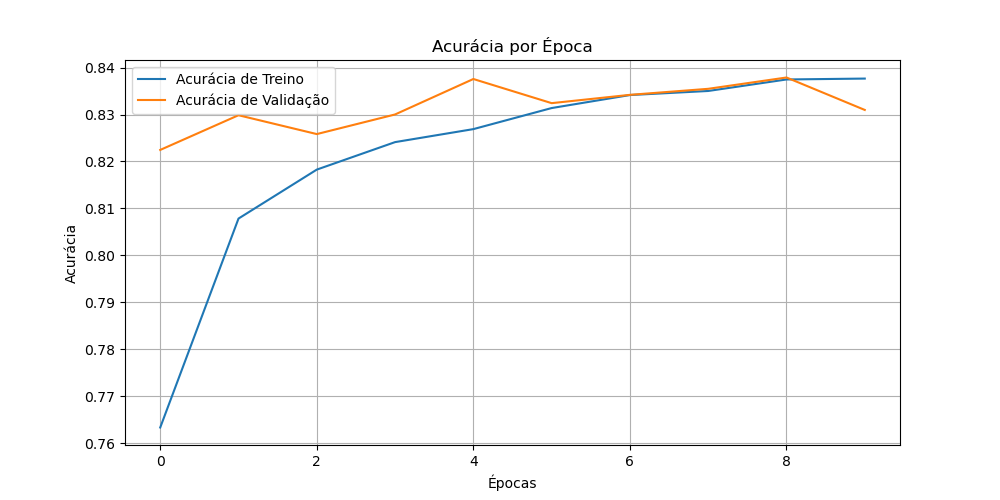 Acurácia por Época
Acurácia de Treino
Acurácia de Validação
0.84
0.83
0.82
0.81
0.80
0.79
0.78
0.77
0.76
Acurácia
0 2 4 6 8
Épocas